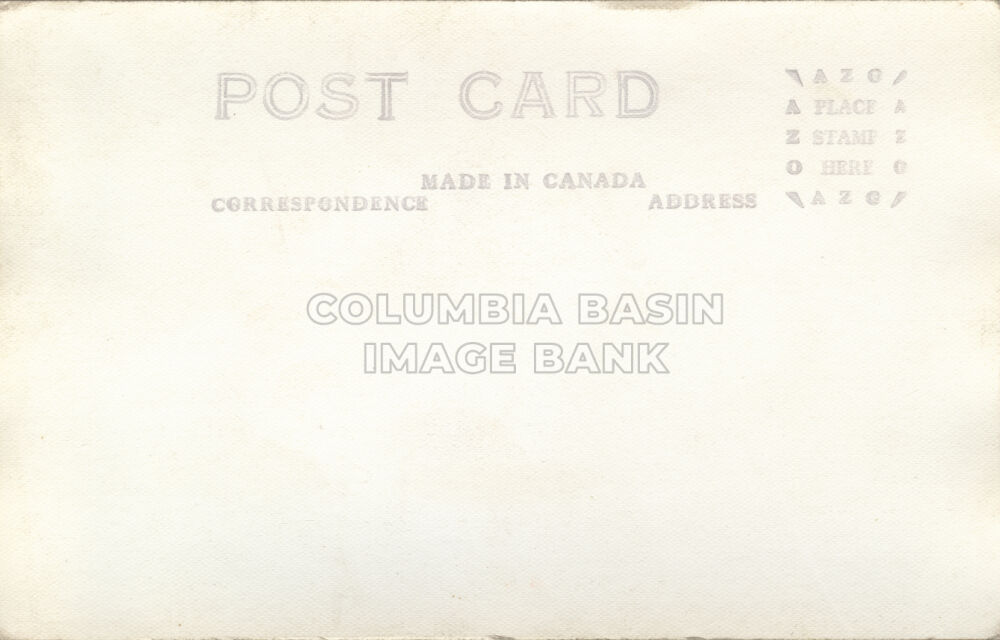 POST CARD
MADE IN CANADA
CORRESPONDENCE
ADDRESS
AZO
A PLACE A
Z STAMP Z
O HERE O
AZO
COLUMBIA BASIN
IMAGE BANK